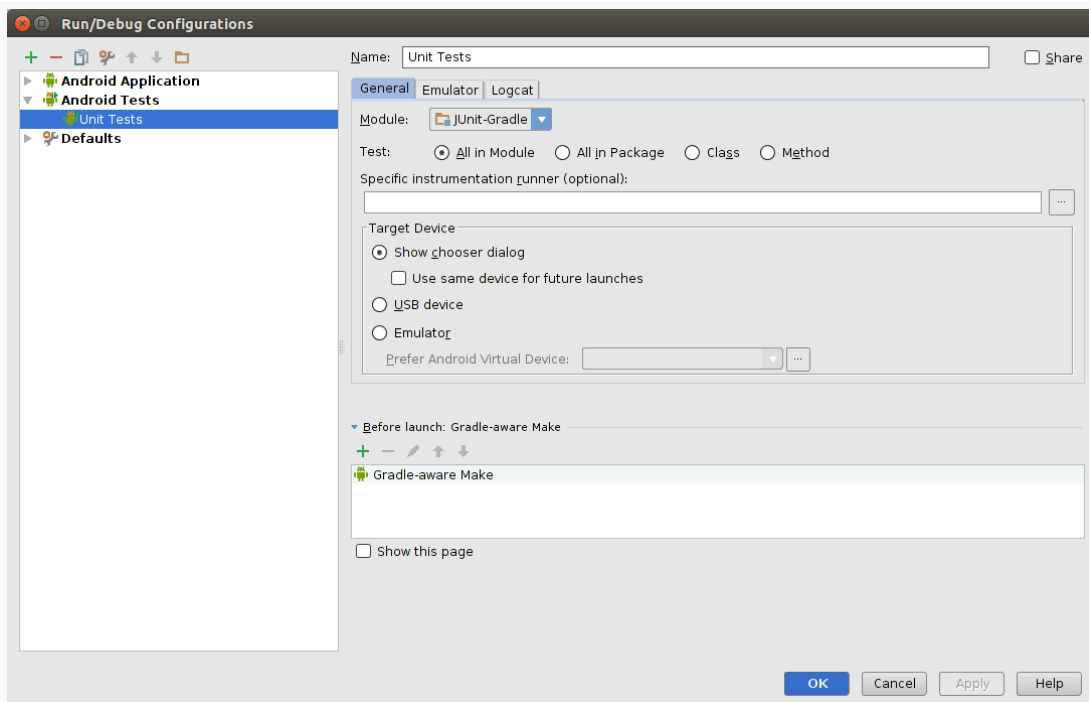 Run/Debug Configurations
Name: Unit Tests Share
Android Application
Android Tests
Unit Tests
Defaults
General Emulator Logcat
Module: JUnit-Gradle
Test: All in Module All in Package Class Method
Specific instrumentation runner (optional):
...
Target Device
Show chooser dialog
Use same device for future launches
USB device
Emulator
Prefer Android Virtual Device: ...
Before launch: Gradle-aware Make
Gradle-aware Make
Show this page
OK Cancel Apply Help